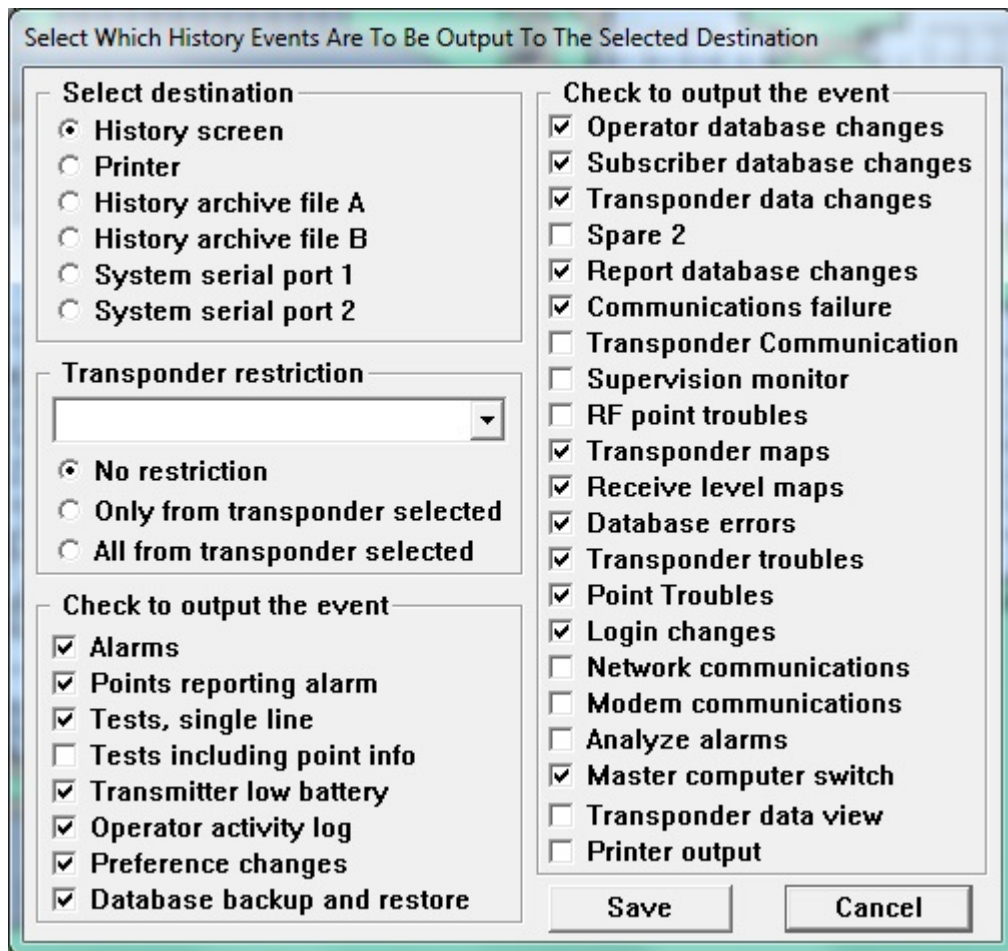 Select Which History Events Are To Be Output To The Selected Destination
Select destination
History screen
Printer
History archive file A
History archive file B
System serial port 1
System serial port 2
Transponder restriction
No restriction
Only from transponder selected
All from transponder selected
Check to output the event
Alarms
Points reporting alarm
Tests, single line
Tests including point info
Transmitter low battery
Operator activity log
Preference changes
Database backup and restore
Check to output the event
Operator database changes
Subscriber database changes
Transponder data changes
Spare 2
Report database changes
Communications failure
Transponder Communication
Supervision monitor
RF point troubles
Transponder maps
Receive level maps
Database errors
Transponder troubles
Point Troubles
Login changes
Network communications
Modem communications
Analyze alarms
Master computer switch
Transponder data view
Printer output
Save
Cancel